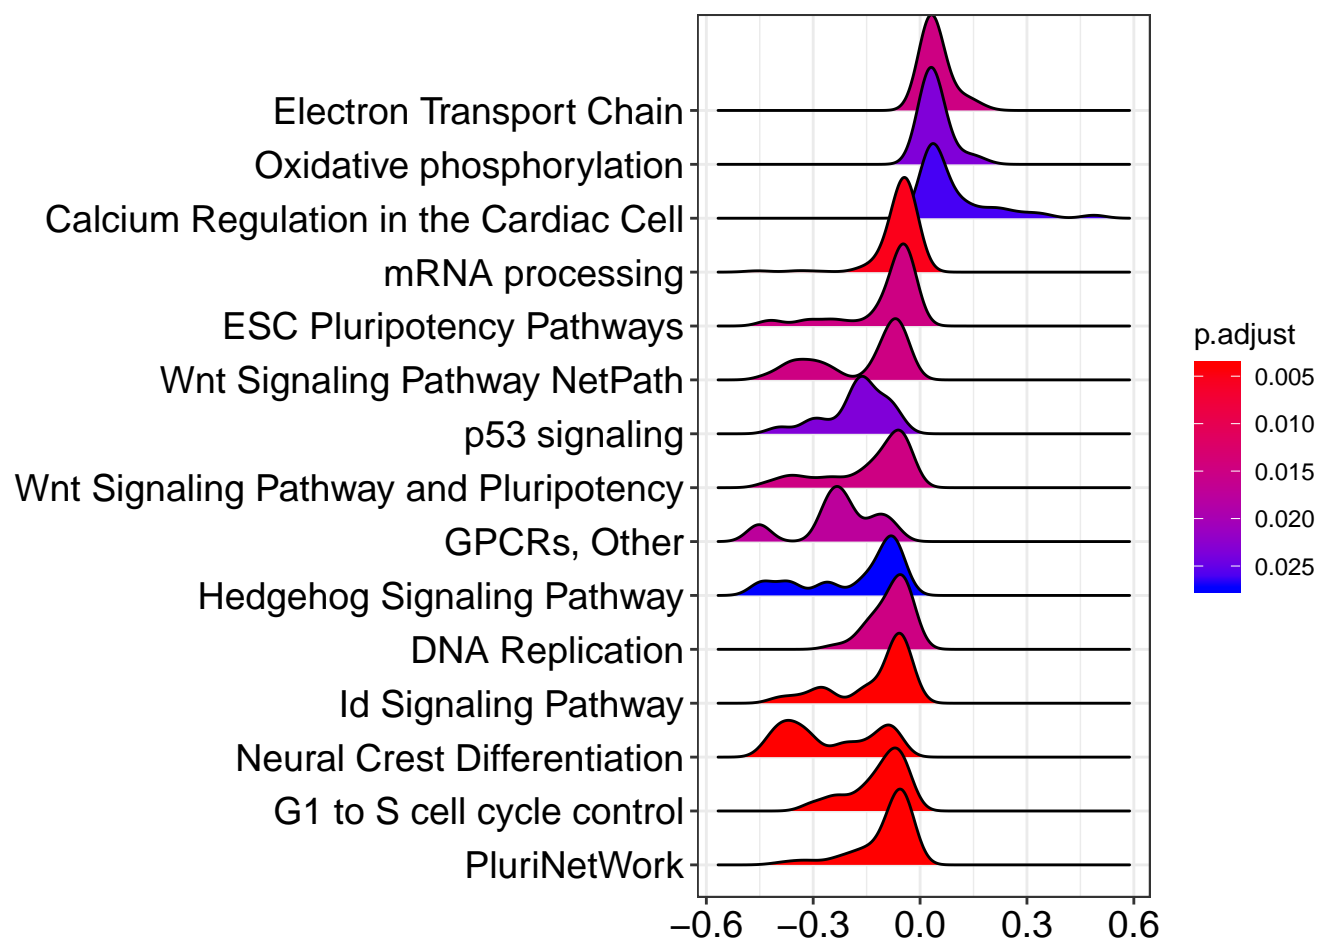 Electron Transport Chain
Oxidative phosphorylation
Calcium Regulation in the Cardiac Cell
mRNA processing
ESC Pluripotency Pathways
Wnt Signaling Pathway NetPath
p53 signaling
Wnt Signaling Pathway and Pluripotency
GPCRs, Other
Hedgehog Signaling Pathway
DNA Replication
Id Signaling Pathway
Neural Crest Differentiation
G1 to S cell cycle control
PluriNetWork
−0.6 −0.3 0.0 0.3 0.6
p.adjust
0.005
0.010
0.015
0.020
0.025